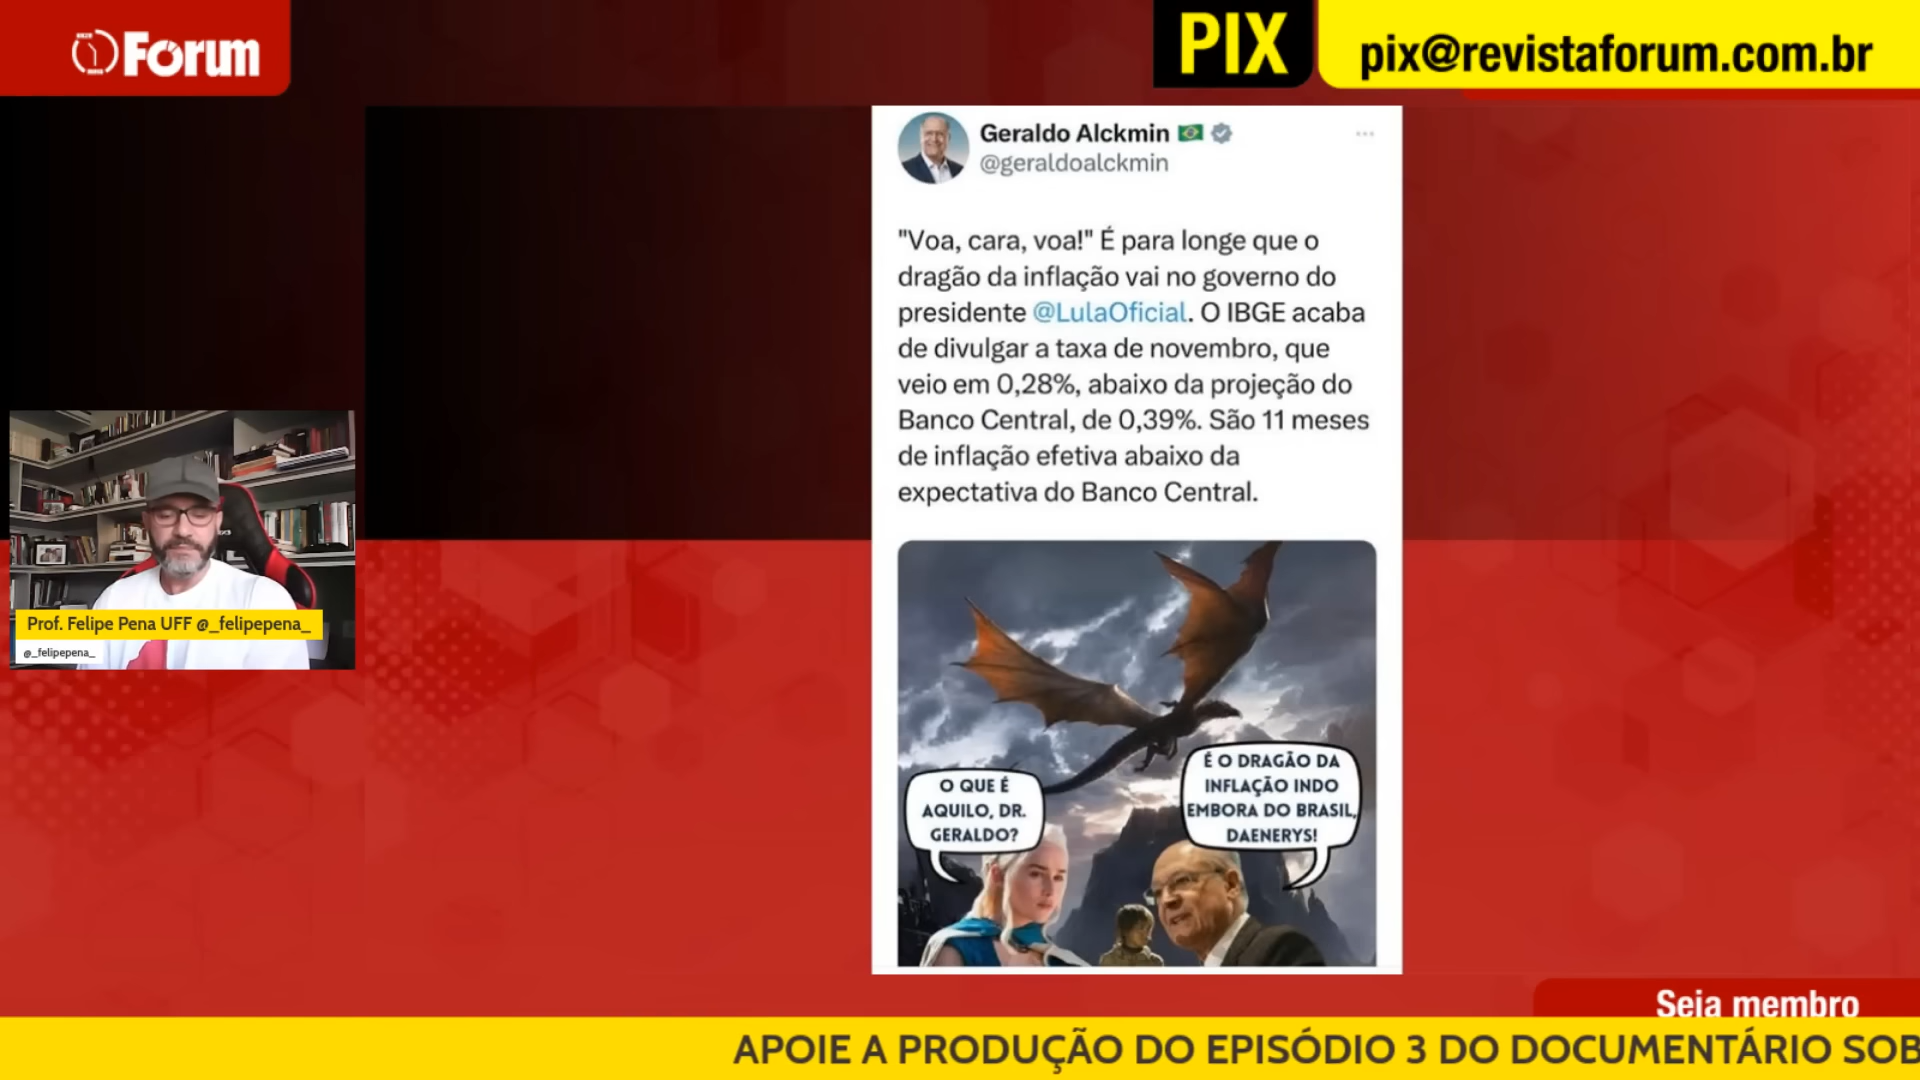 Fórum
PIX
pix@revistaforum.com.br
Geraldo Alckmin
@geraldoalckmin
"Voa, cara, voa!" É para longe que o
dragão da inflação vai no governo do
presidente @LulaOficial. O IBGE acaba
de divulgar a taxa de novembro, que
veio em 0,28%, abaixo da projeção do
Banco Central, de 0,39%. São 11 meses
de inflação efetiva abaixo da
expectativa do Banco Central.
O QUE É
AQUILO, DR.
GERALDO?
É O DRAGÃO DA
INFLAÇÃO INDO
EMBORA DO BRASIL,
DAENERYS!
Prof. Felipe Pena UFF @_felipepena_
@_felipepena_
Seja membro
APOIE A PRODUÇÃO DO EPISÓDIO 3 DO DOCUMENTÁRIO SOB